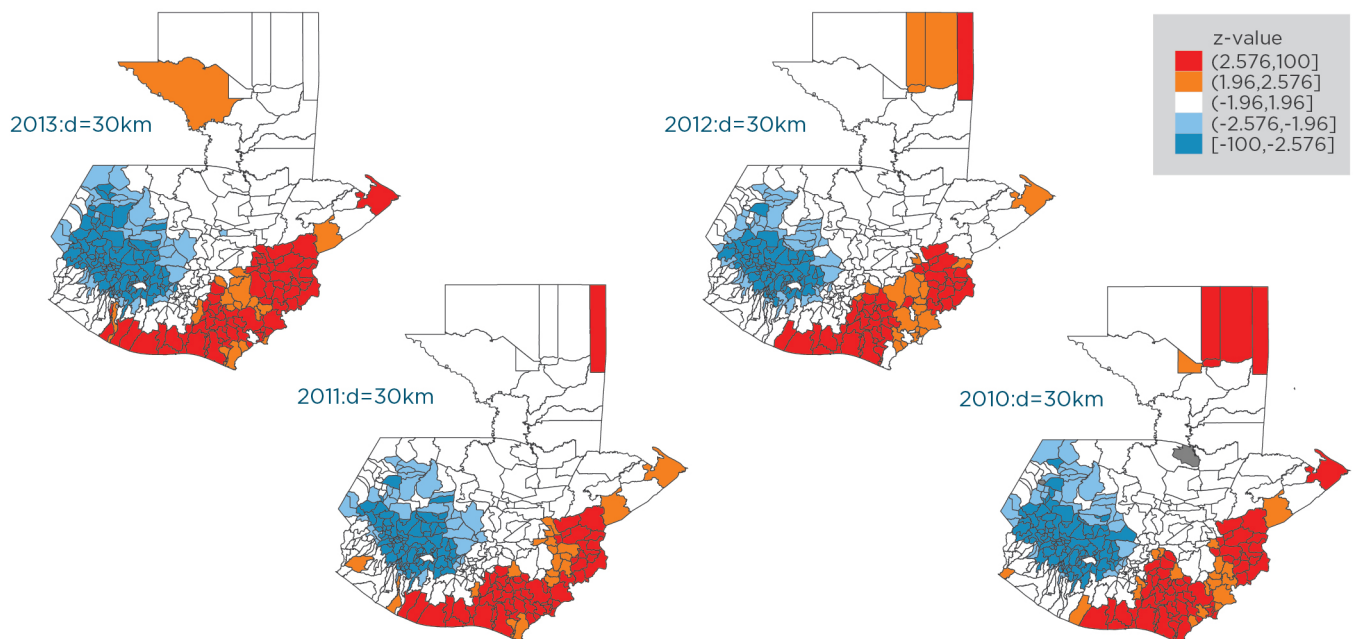 z-value
(2.576,100]
(1.96,2.576]
(-1.96,1.96]
(-2.576,-1.96]
[-100,-2.576]
2013:d=30km
2012:d=30km
2011:d=30km
2010:d=30km